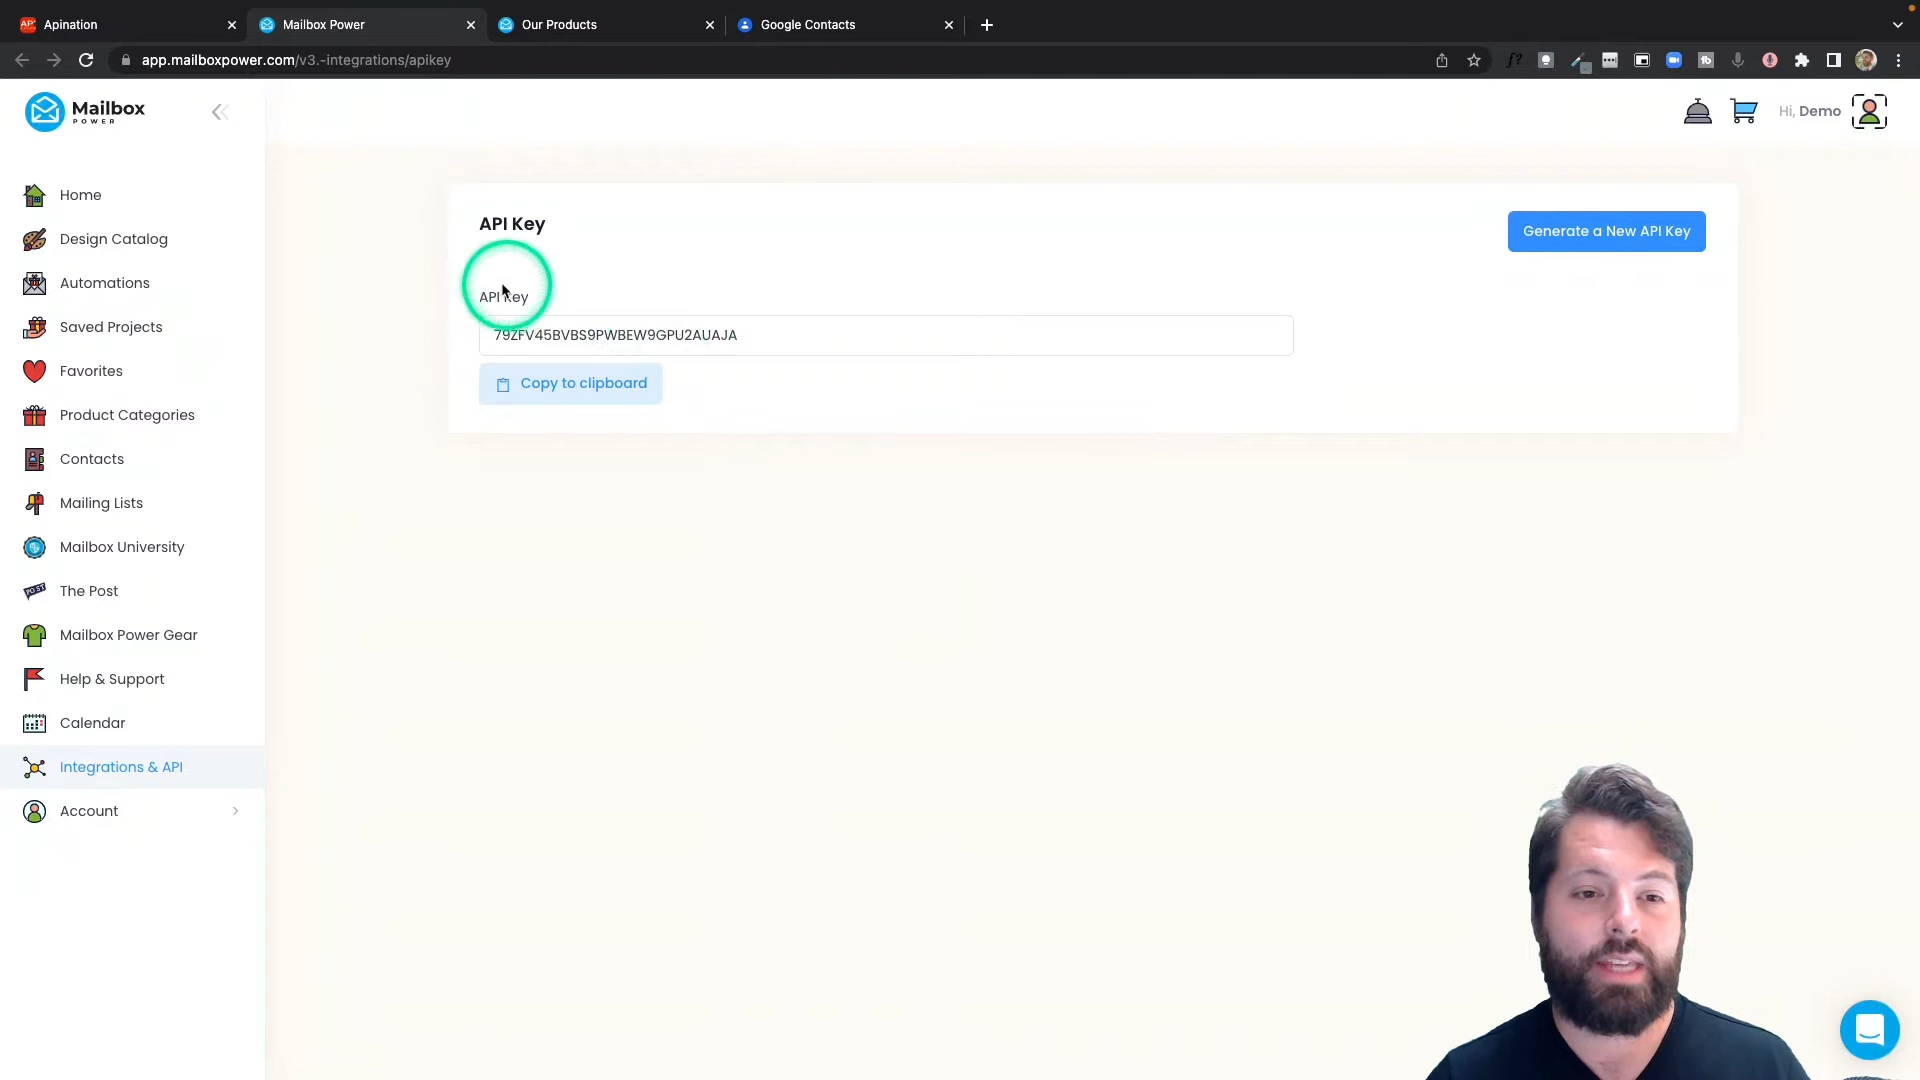 Apination
Mailbox Power
Our Products
Google Contacts
app.mailboxpower.com/v3.-integrations/apikey
Mailbox
POWER
Hi, Demo
Home
Design Catalog
Automations
Saved Projects
Favorites
Product Categories
Contacts
Mailing Lists
Mailbox University
The Post
Mailbox Power Gear
Help & Support
Calendar
Integrations & API
Account
API Key
Generate a New API Key
API Key
79ZFV45BVBS9PWBEW9GPU2AUAJA
Copy to clipboard